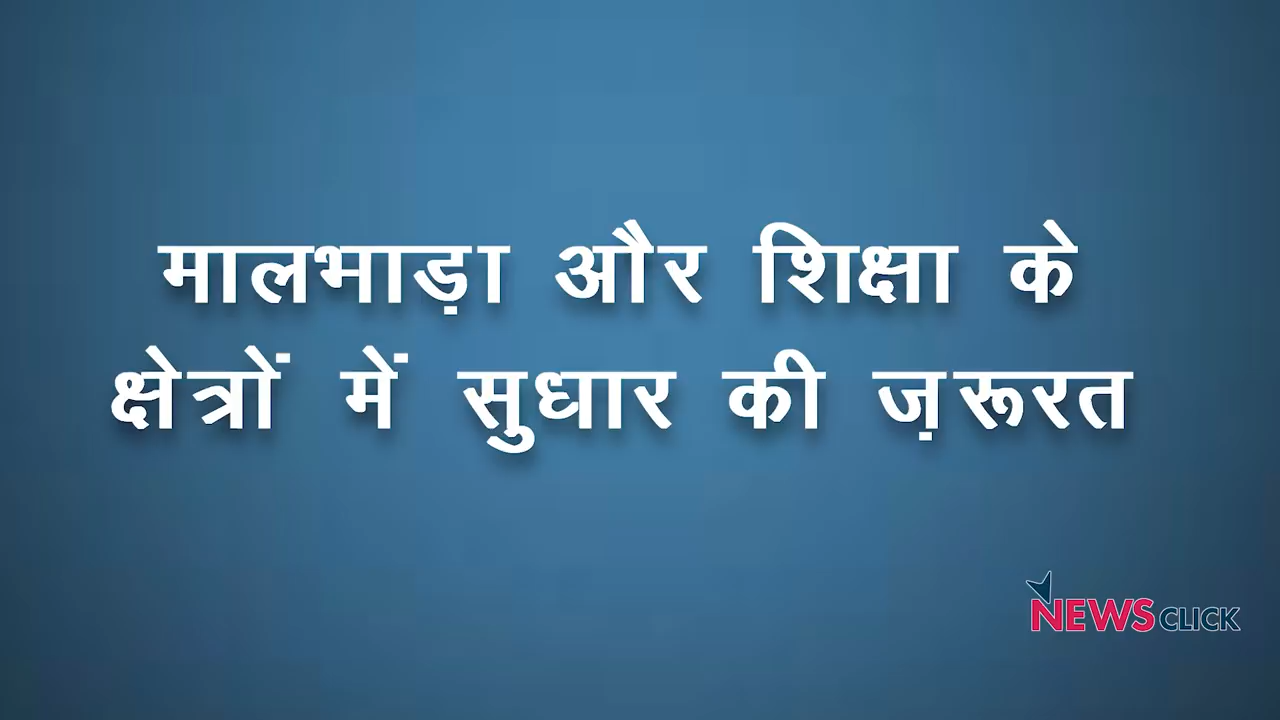 मालभाड़ा और शिक्षा के
क्षेत्रों में सुधार की ज़रूरत
NEWSCLICK